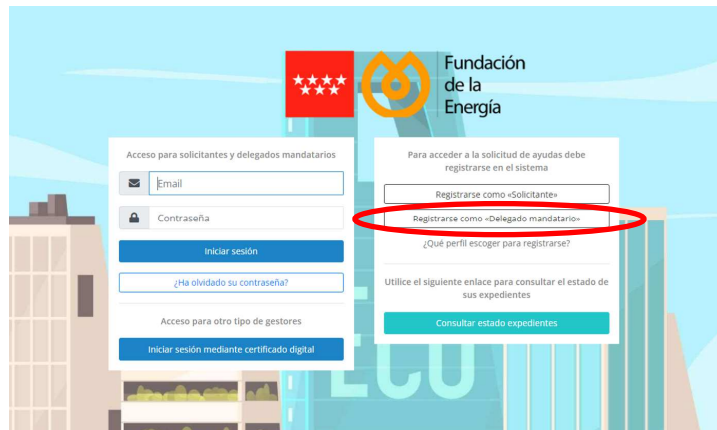 Fundación
de la
Energía
Acceso para solicitantes y delegados mandatarios
Email
Contraseña
Iniciar sesión
¿Ha olvidado su contraseña?
Acceso para otro tipo de gestores
Iniciar sesión mediante certificado digital
Para acceder a la solicitud de ayudas debe
registrarse en el sistema
Registrarse como «Solicitante»
Registrarse como «Delegado mandatario»
¿Qué perfil escoger para registrarse?
Utilice el siguiente enlace para consultar el estado de
sus expedientes
Consultar estado expedientes
ECO